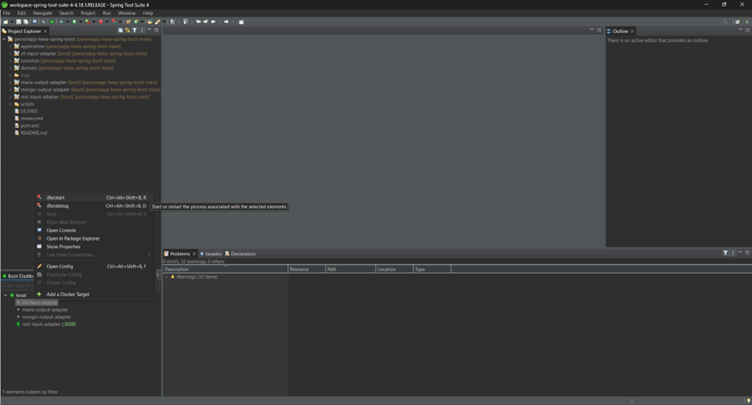 workspace-spring-tool-suite-4-4.18.1.RELEASE - Spring Tool Suite 4
File Edit Navigate Search Project Run Window Help
Project Explorer
personapp-hexa-spring-boot [personapp-hexa-spring-boot main]
application [personapp-hexa-spring-boot main]
cli-input-adapter [boot] [personapp-hexa-spring-boot main]
common [personapp-hexa-spring-boot main]
domain [personapp-hexa-spring-boot main]
maria-output-adapter [boot] [personapp-hexa-spring-boot main]
mongo-output-adapter [boot] [personapp-hexa-spring-boot main]
rest-input-adapter [boot] [personapp-hexa-spring-boot main]
scripts
LICENSE
mvnw.cmd
pom.xml
README.md
Outline
There is no active editor that provides an outline.
(Re)start Ctrl+Alt+Shift+B, R
Start or restart the process associated with the selected elements
(Re)debug Ctrl+Alt+Shift+B, D
Stop Ctrl+Alt+Shift+B, S
Open Web Browser
Open Console
Open In Package Explorer
Show Properties
Live Data Connection...
Open Config Ctrl+Alt+Shift+B, F
Duplicate Config
Delete Config
Add a Docker Target
Boot Dashb
local
cli-input-adapter
maria-output-adapter
mongo-output-adapter
rest-input-adapter [:3000]
1 elements hidden by filter
Problems Javadoc Declaration
0 errors, 32 warnings, 0 others
Description Resource Path Location Type
Warnings (32 items)